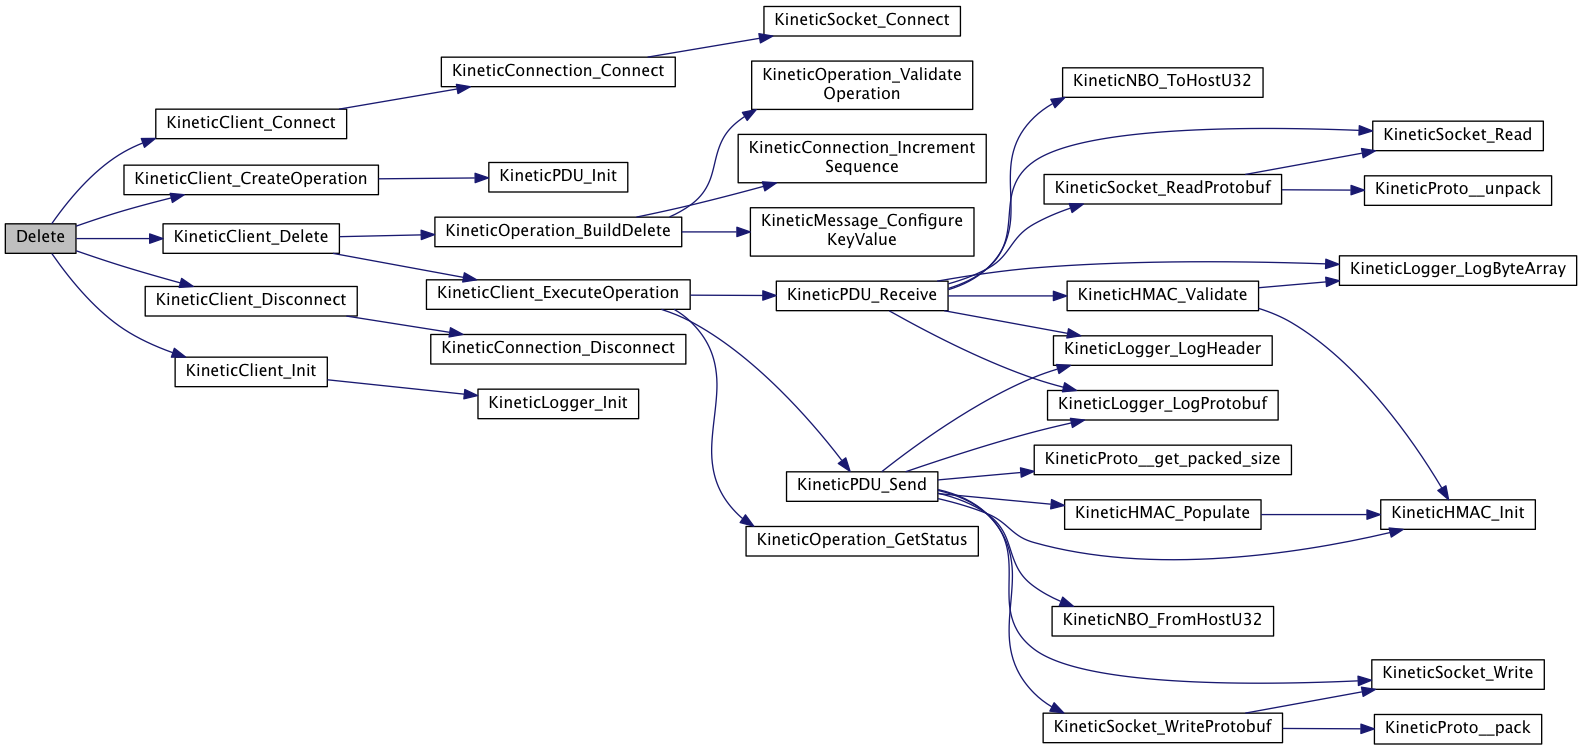 Delete
KineticClient_Connect
KineticClient_CreateOperation
KineticClient_Delete
KineticClient_Disconnect
KineticClient_Init
KineticConnection_Connect
KineticPDU_Init
KineticOperation_BuildDelete
KineticClient_ExecuteOperation
KineticConnection_Disconnect
KineticLogger_Init
KineticSocket_Connect
KineticOperation_Validate
Operation
KineticConnection_Increment
Sequence
KineticMessage_Configure
KeyValue
KineticPDU_Receive
KineticPDU_Send
KineticOperation_GetStatus
KineticNBO_ToHostU32
KineticSocket_ReadProtobuf
KineticHMAC_Validate
KineticLogger_LogHeader
KineticLogger_LogProtobuf
KineticProto__get_packed_size
KineticHMAC_Populate
KineticNBO_FromHostU32
KineticSocket_WriteProtobuf
KineticSocket_Read
KineticProto__unpack
KineticLogger_LogByteArray
KineticHMAC_Init
KineticSocket_Write
KineticProto__pack